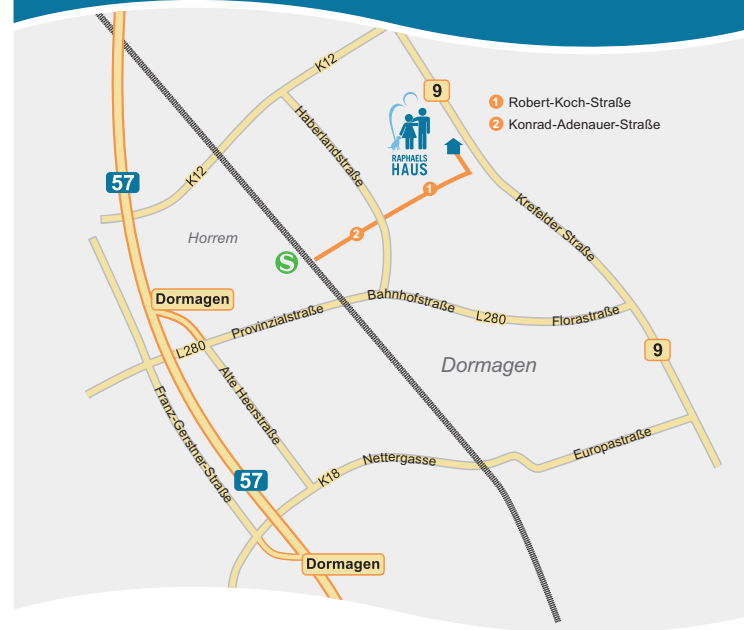 K12
9
1 Robert-Koch-Straße
2 Konrad-Adenauer-Straße
Haberlandstraße
RAPHAELS
HAUS
K12
57
1
Krefelder Straße
2
Horrem
S
Dormagen
Bahnhofstraße
L280
Florastraße
Provinzialstraße
L280
9
Dormagen
Alte Heerstraße
Franz-Gerstner-Straße
Nettergasse
Europastraße
K18
57
Dormagen